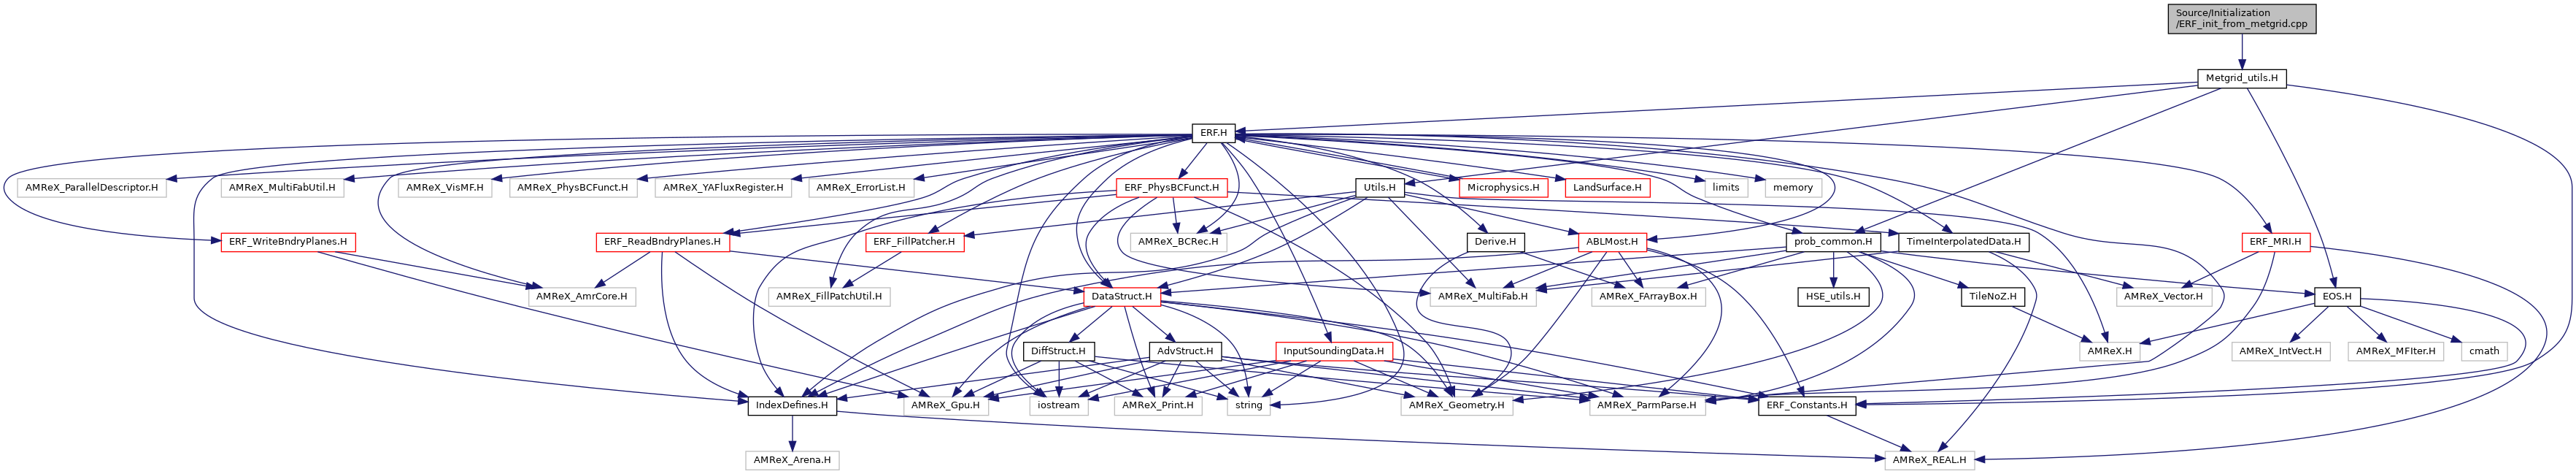 Source/Initialization
/ERF_init_from_metgrid.cpp
Metgrid_utils.H
ERF.H
AMReX_ParallelDescriptor.H
AMReX_MultiFabUtil.H
AMReX_VisMF.H
AMReX_PhysBCFunct.H
AMReX_YAFluxRegister.H
AMReX_ErrorList.H
ERF_PhysBCFunct.H
Utils.H
Microphysics.H
LandSurface.H
limits
memory
ERF_WriteBndryPlanes.H
ERF_ReadBndryPlanes.H
ERF_FillPatcher.H
AMReX_BCRec.H
Derive.H
ABLMost.H
prob_common.H
TimeInterpolatedData.H
ERF_MRI.H
AMReX_AmrCore.H
AMReX_FillPatchUtil.H
DataStruct.H
AMReX_MultiFab.H
AMReX_FArrayBox.H
HSE_utils.H
TileNoZ.H
AMReX_Vector.H
EOS.H
DiffStruct.H
AdvStruct.H
InputSoundingData.H
AMReX.H
AMReX_IntVect.H
AMReX_MFIter.H
cmath
IndexDefines.H
AMReX_Gpu.H
iostream
AMReX_Print.H
string
AMReX_Geometry.H
AMReX_ParmParse.H
ERF_Constants.H
AMReX_Arena.H
AMReX_REAL.H